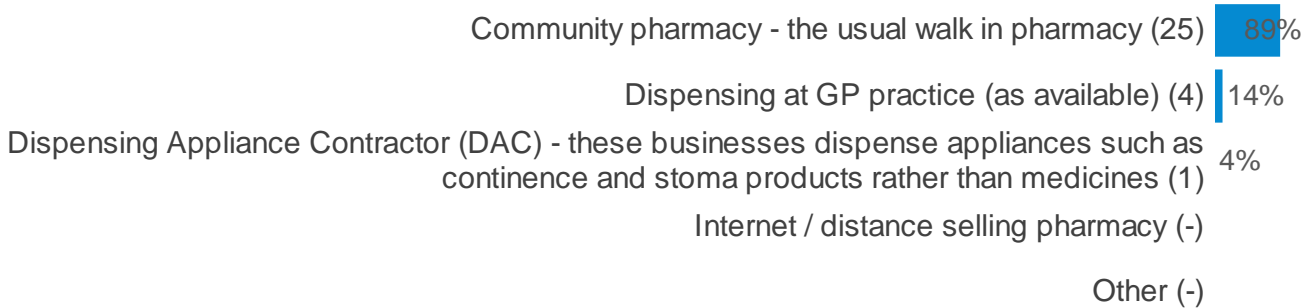 Community pharmacy - the usual walk in pharmacy (25) 89%
Dispensing at GP practice (as available) (4) 14%
Dispensing Appliance Contractor (DAC) - these businesses dispense appliances such as
continence and stoma products rather than medicines (1) 4%
Internet / distance selling pharmacy (-)
Other (-)